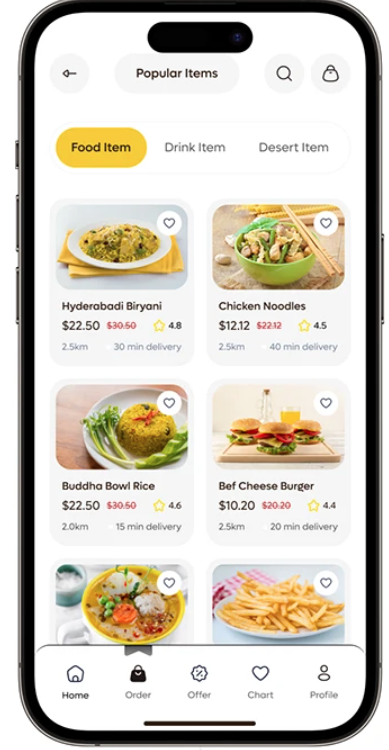 Popular Items
Food Item Drink Item Desert Item
Hyderabadi Biryani
$22.50 $30.50 4.8
2.5km 30 min delivery
Chicken Noodles
$12.12 $22.12 4.5
2.5km 40 min delivery
Buddha Bowl Rice
$22.50 $30.50 4.6
2.0km 15 min delivery
Bef Cheese Burger
$10.20 $20.20 4.4
2.5km 20 min delivery
Home Order Offer Chart Profile